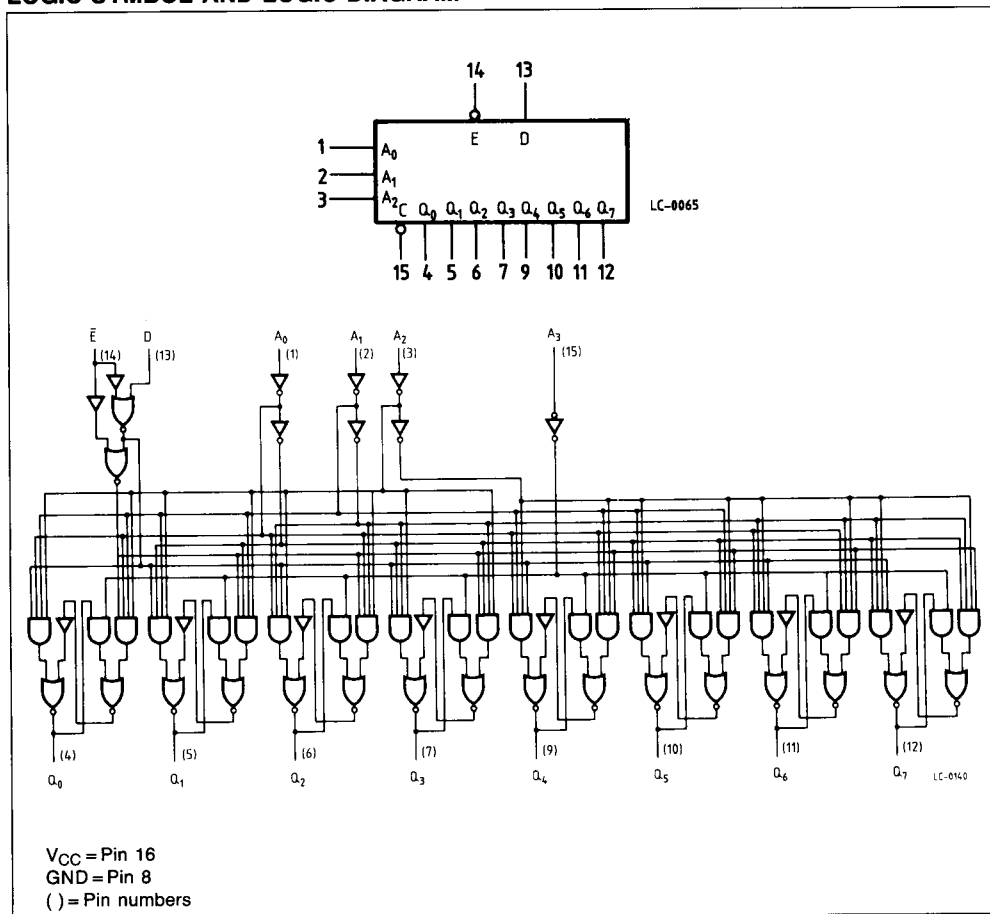 LOGIC SYMBOL AND LOGIC DIAGRAM
14 13
E D
1 A0
2 A1
3 A2
C Q0 Q1 Q2 Q3 Q4 Q5 Q6 Q7
LC-0065
15 4 5 6 7 9 10 11 12
E̅ D A0 A1 A2 A3
(14) (13) (1) (2) (3) (15)
(4) (5) (6) (7) (9) (10) (11) (12)
Q0 Q1 Q2 Q3 Q4 Q5 Q6 Q7
LC-0140
VCC = Pin 16
GND = Pin 8
( ) = Pin numbers